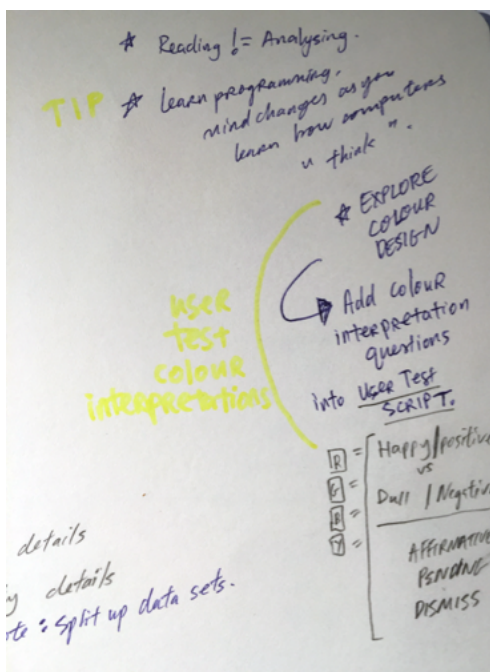 * Reading != Analysing.
TIP * Learn programming,
mind changes as you
learn how computers
"think".
* EXPLORE
COLOUR
DESIGN
Add colour
interpretation
questions
into User Test
SCRIPT.
user
test
colour
interpretations
R = Happy/positive
vs
G =
B = Dull / Negative
Y =
AFFIRMATIVE
PENDING
DISMISS
details
details
Split up data sets.